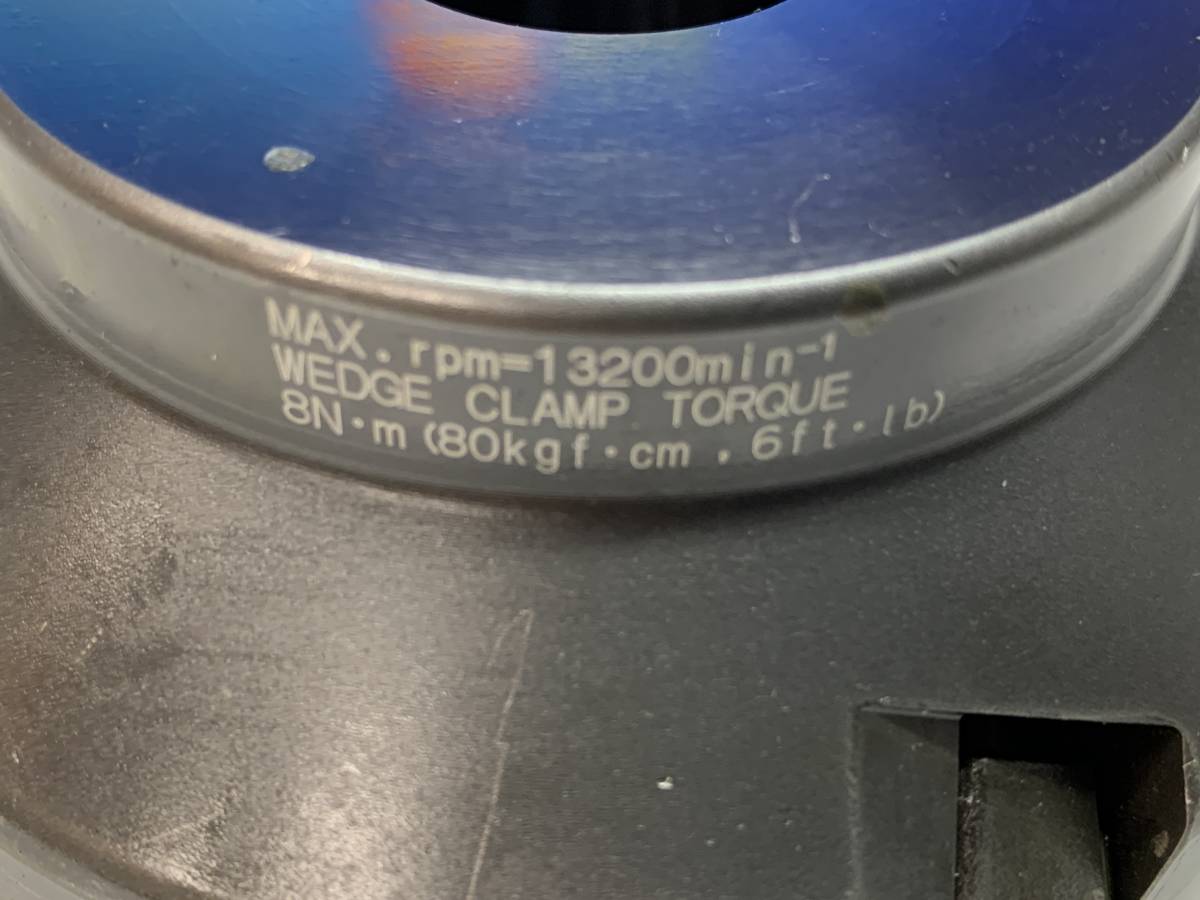 MAX. rpm=13200min⁻¹
WEDGE CLAMP TORQUE
8N·m (80kgf·cm , 6ft·lb)